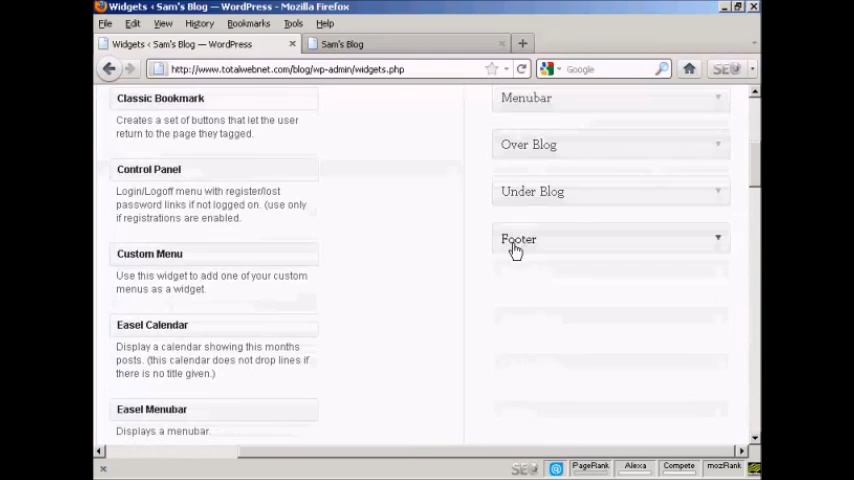 Widgets ‹ Sam's Blog — WordPress - Mozilla Firefox
File Edit View History Bookmarks Tools Help
Widgets ‹ Sam's Blog — WordPress
Sam's Blog
http://www.totalwebnet.com/blog/wp-admin/widgets.php
Google
SEO
Classic Bookmark
Creates a set of buttons that let the user
return to the page they tagged.
Control Panel
Login/Logoff menu with register/lost
password links if not logged on. (use only
if registrations are enabled.
Custom Menu
Use this widget to add one of your custom
menus as a widget.
Easel Calendar
Display a calendar showing this months
posts. (this calendar does not drop lines if
there is no title given.)
Easel Menubar
Displays a menubar.
Menubar
Over Blog
Under Blog
Footer
SEO PageRank Alexa Compete mozRank